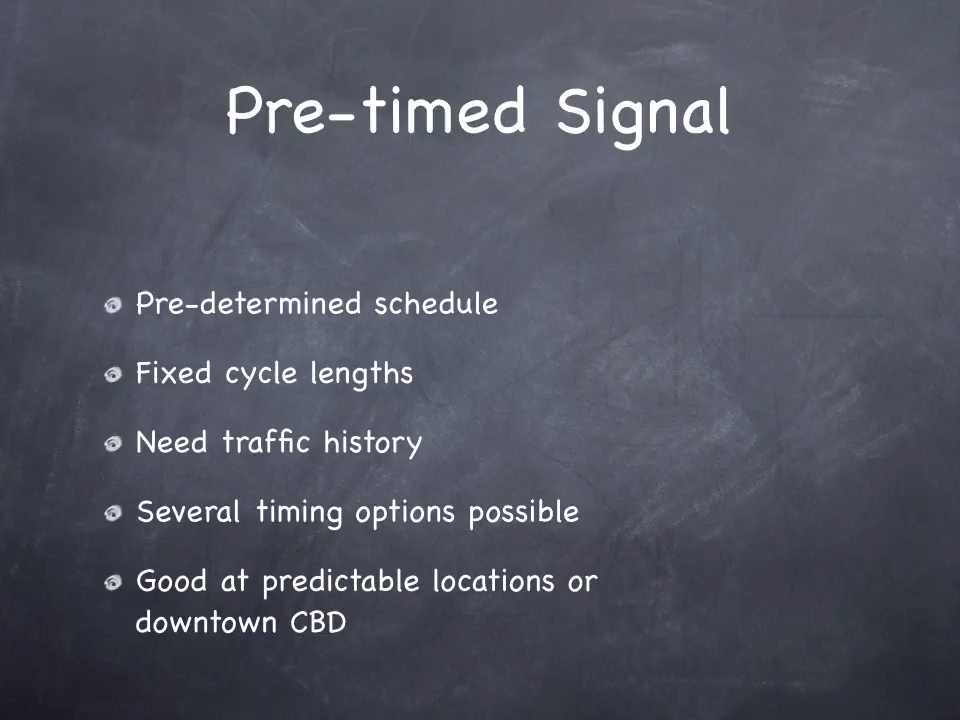 Pre-timed Signal
Pre-determined schedule
Fixed cycle lengths
Need traffic history
Several timing options possible
Good at predictable locations or
downtown CBD